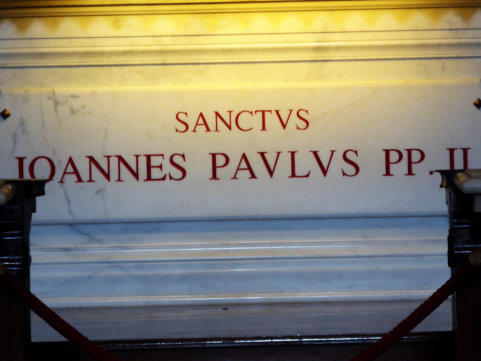 SANCTVS
IOANNES PAVLVS PP. II